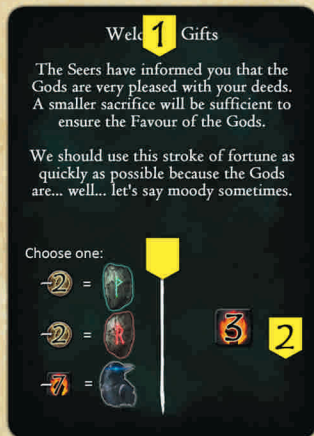 1
Gifts
The Seers have informed you that the
Gods are very pleased with your deeds.
A smaller sacrifice will be sufficient to
ensure the Favour of the Gods.
We should use this stroke of fortune as
quickly as possible because the Gods
are... well... let's say moody sometimes.
Choose one:
-2 = ᚹ
-2 = ᚱ
3
2
-7 =